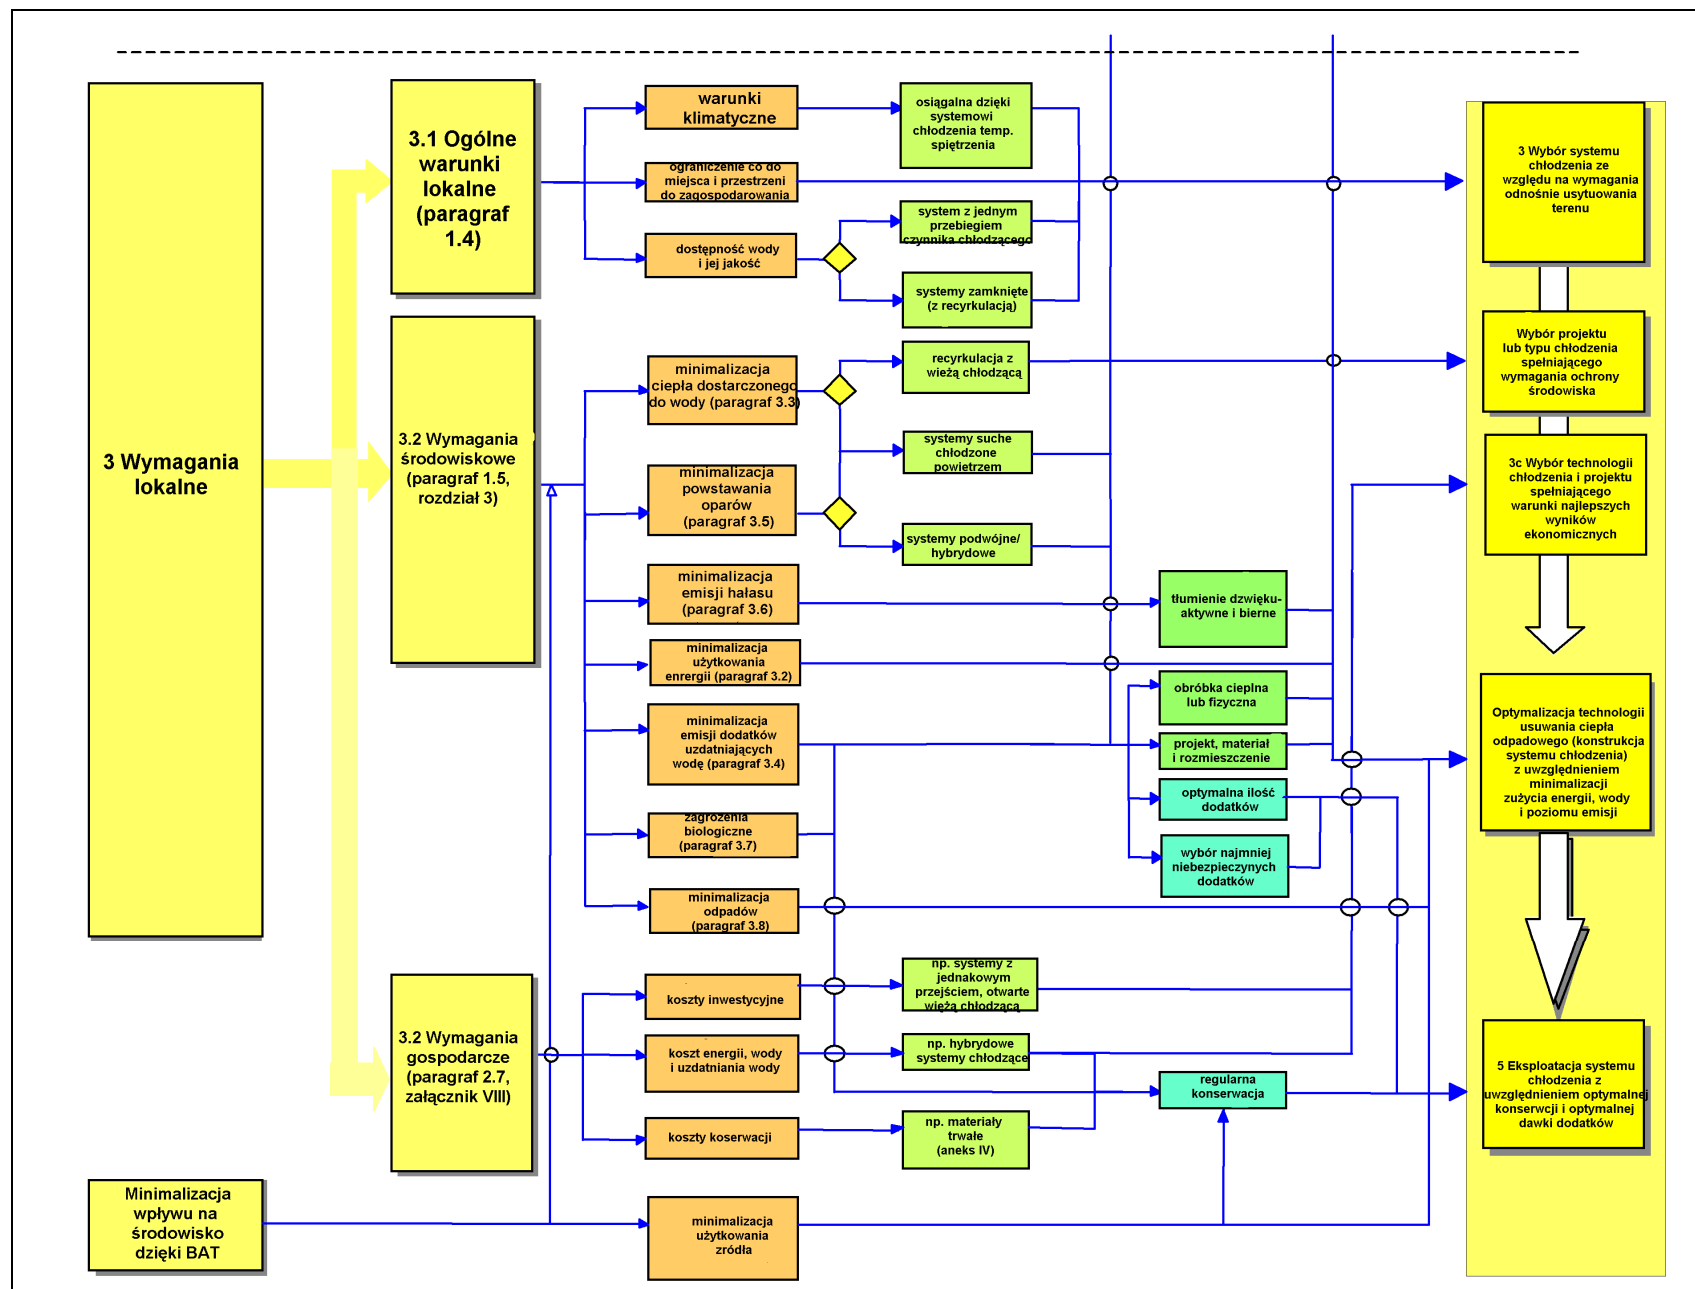 3 Wymagania
lokalne
3.1 Ogólne
warunki
lokalne
(paragraf
1.4)
3.2 Wymagania
środowiskowe
(paragraf 1.5,
rozdział 3)
3.2 Wymagania
gospodarcze
(paragraf 2.7,
załącznik VIII)
Minimalizacja
wpływu na
środowisko
dzięki BAT
warunki
klimatyczne
ograniczenie co do
miejsca i przestrzeni
do zagospodarowania
dostępność wody
i jej jakość
minimalizacja
ciepła dostarczonego
do wody (paragraf 3.3)
minimalizacja
powstawania
oparów
(paragraf 3.5)
minimalizacja
emisji hałasu
(paragraf 3.6)
minimalizacja
użytkowania
enrergii (paragraf 3.2)
minimalizacja
emisji dodatków
uzdatniających
wodę (paragraf 3.4)
zagrożenia
biologiczne
(paragraf 3.7)
minimalizacja
odpadów
(paragraf 3.8)
koszty inwestycyjne
koszt energii, wody
i uzdatniania wody
koszty koserwacji
minimalizacja
użytkowania
zródła
osiągalna dzięki
systemowi
chłodzenia temp.
spiętrzenia
system z jednym
przebiegiem
czynnika chłodzącego
systemy zamknięte
(z recyrkulacją)
recyrkulacja z
wieżą chłodzącą
systemy suche
chłodzone
powietrzem
systemy podwójne/
hybrydowe
np. systemy z
jednakowym
przejściem, otwarte
więżą chłodzącą
np. hybrydowe
systemy chłodzące
np. materiały
trwałe
(aneks IV)
tłumienie dzwięku-
aktywne i bierne
obróbka cieplna
lub fizyczna
projekt, materiał
i rozmieszczenie
optymalna ilość
dodatków
wybór najmniej
niebezpieczynych
dodatków
regularna
konserwacja
3 Wybór systemu
chłodzenia ze
względu na wymagania
odnośnie usytuowania
terenu
Wybór projektu
lub typu chłodzenia
spełniającego
wymagania ochrony
środowiska
3c Wybór technologii
chłodzenia i projektu
spełniającego
warunki najlepszych
wyników
ekonomicznych
Optymalizacja technologii
usuwania ciepła
odpadowego (konstrukcja
systemu chłodzenia)
z uwzględnieniem
minimalizacji
zużycia energii, wody
i poziomu emisji
5 Eksploatacja systemu
chłodzenia z
uwzględnieniem optymalnej
konserwcji i optymalnej
dawki dodatków